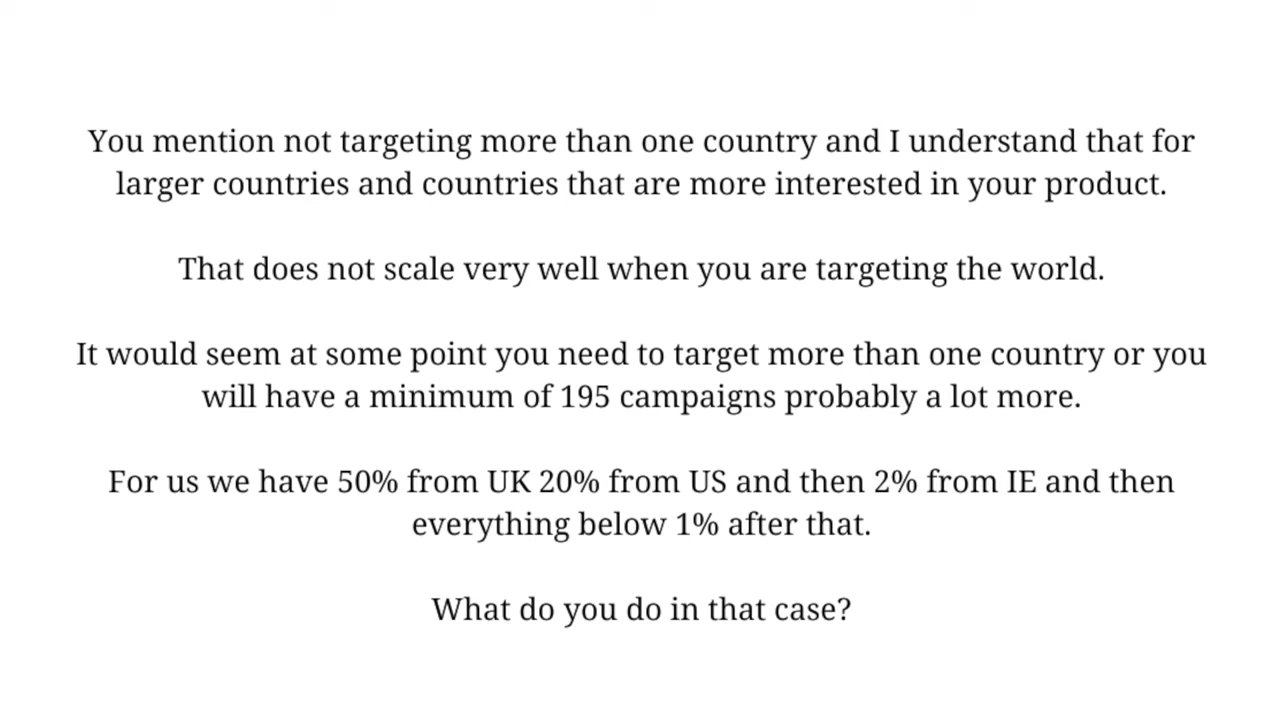 You mention not targeting more than one country and I understand that for
larger countries and countries that are more interested in your product.
That does not scale very well when you are targeting the world.
It would seem at some point you need to target more than one country or you
will have a minimum of 195 campaigns probably a lot more.
For us we have 50% from UK 20% from US and then 2% from IE and then
everything below 1% after that.
What do you do in that case?